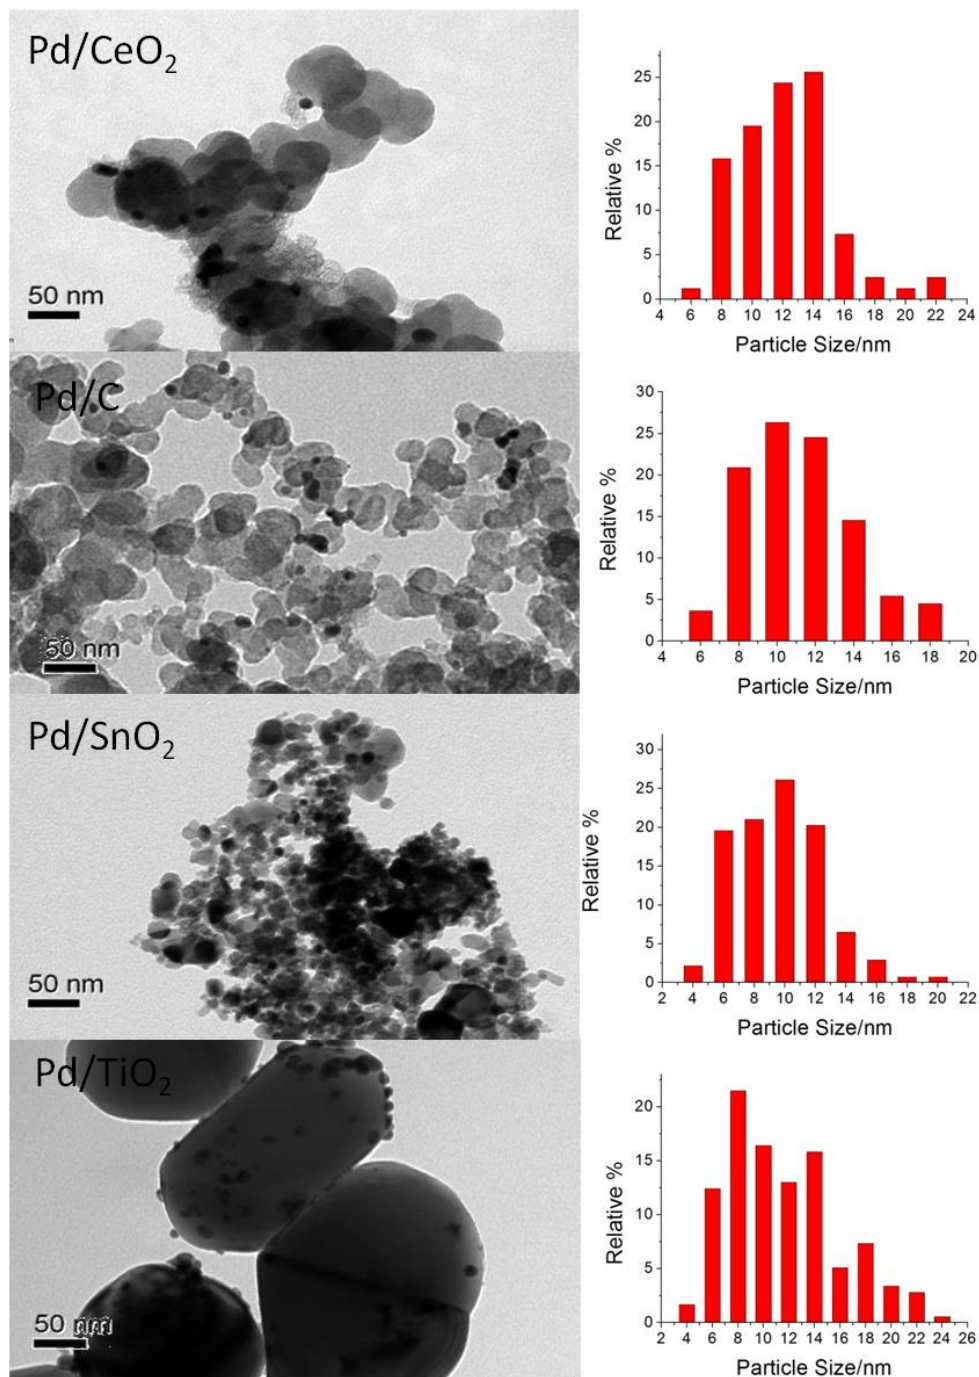 Pd/CeO₂
50 nm
25
20
15
10
5
0
4 6 8 10 12 14 16 18 20 22 24
Relative %
Particle Size/nm
Pd/C
50 nm
30
25
20
15
10
5
0
4 6 8 10 12 14 16 18 20
Relative %
Particle Size/nm
Pd/SnO₂
50 nm
30
25
20
15
10
5
0
2 4 6 8 10 12 14 16 18 20 22
Relative %
Particle Size/nm
Pd/TiO₂
50 nm
20
15
10
5
0
2 4 6 8 10 12 14 16 18 20 22 24 26
Relative %
Particle Size/nm